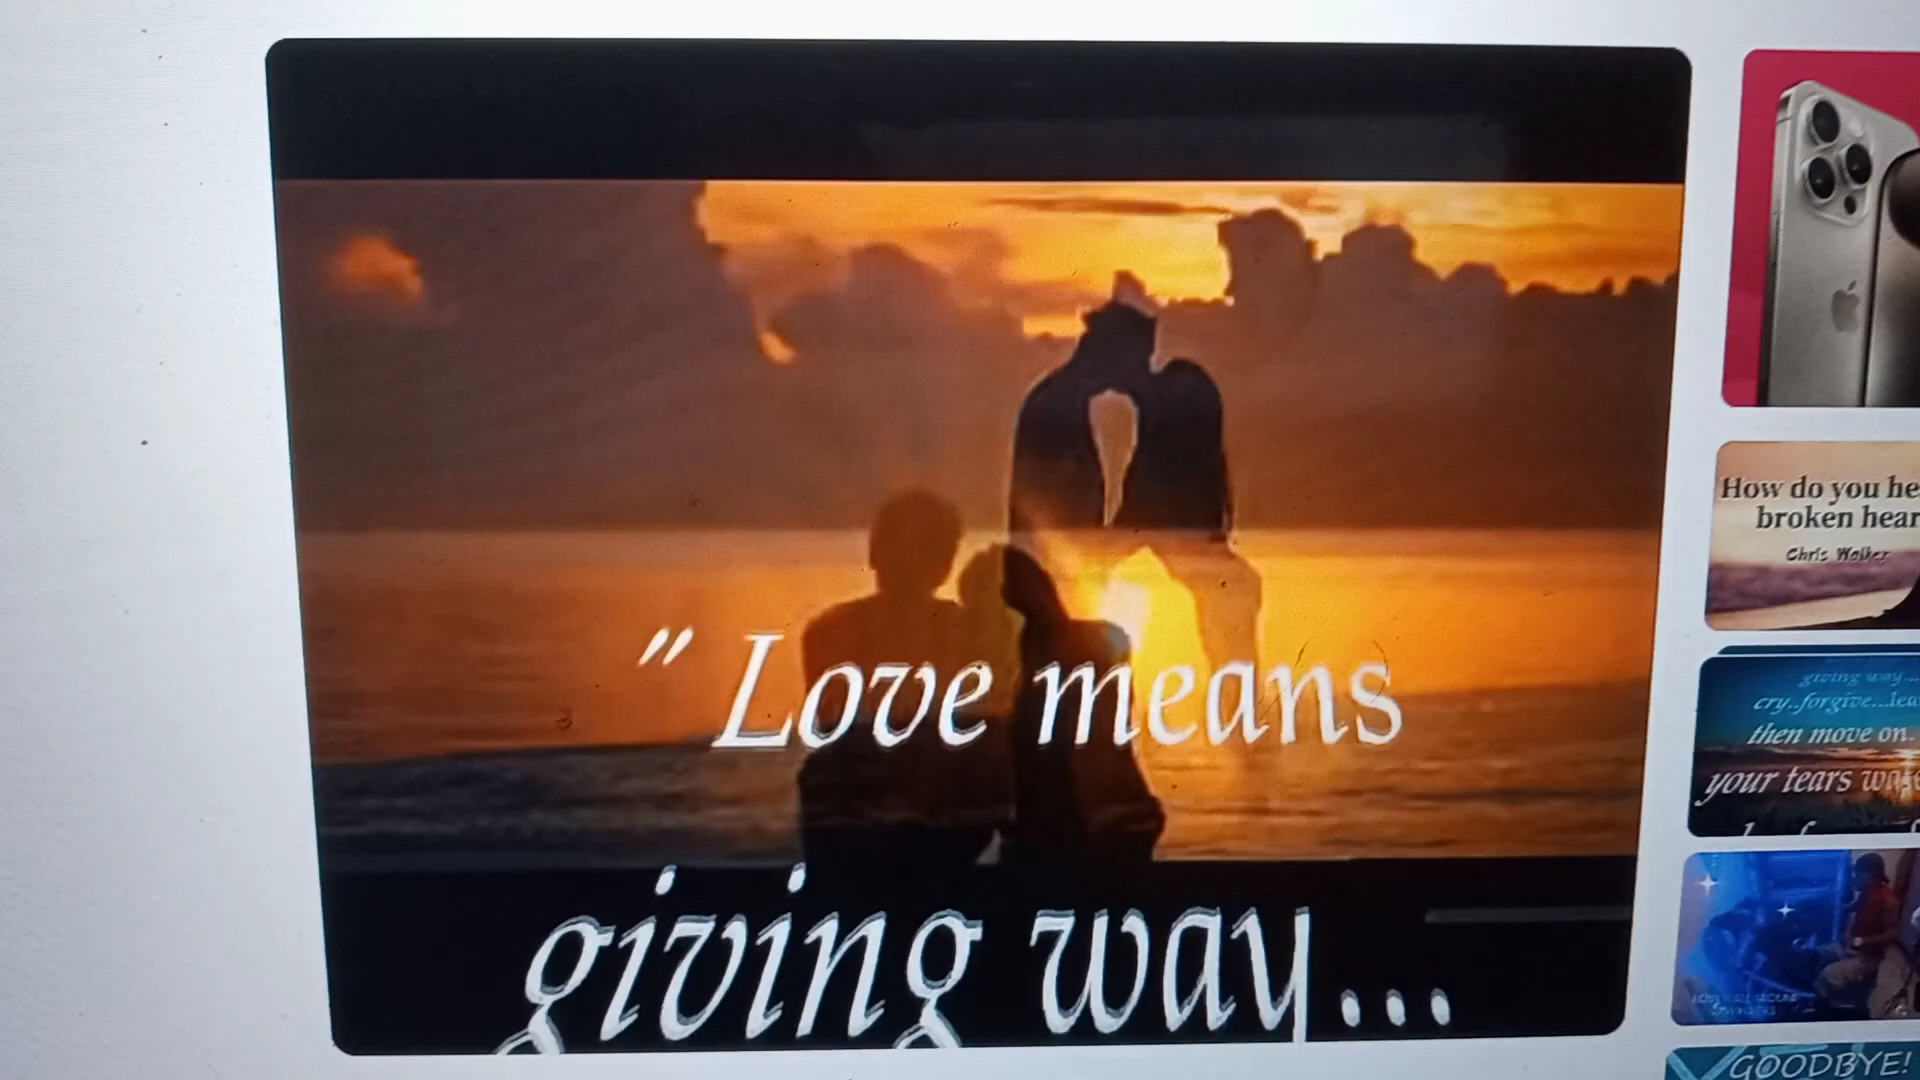 " Love means
giving way...
How do you he
broken hear
Chris Walker
giving way...
cry..forgive...lea
then move on.
your tears was
GOODBYE!